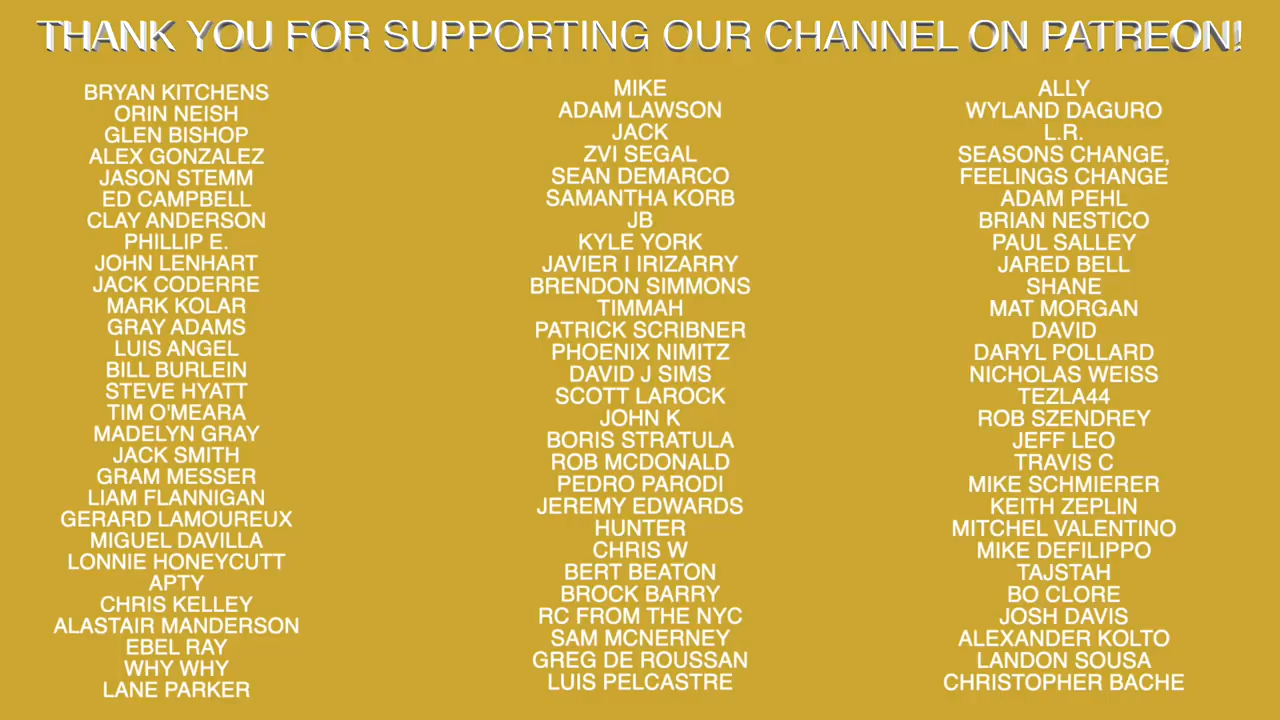 THANK YOU FOR SUPPORTING OUR CHANNEL ON PATREON!
BRYAN KITCHENS
ORIN NEISH
GLEN BISHOP
ALEX GONZALEZ
JASON STEMM
ED CAMPBELL
CLAY ANDERSON
PHILLIP E.
JOHN LENHART
JACK CODERRE
MARK KOLAR
GRAY ADAMS
LUIS ANGEL
BILL BURLEIN
STEVE HYATT
TIM O'MEARA
MADELYN GRAY
JACK SMITH
GRAM MESSER
LIAM FLANNIGAN
GERARD LAMOUREUX
MIGUEL DAVILLA
LONNIE HONEYCUTT
APTY
CHRIS KELLEY
ALASTAIR MANDERSON
EBEL RAY
WHY WHY
LANE PARKER
MIKE
ADAM LAWSON
JACK
ZVI SEGAL
SEAN DEMARCO
SAMANTHA KORB
JB
KYLE YORK
JAVIER I IRIZARRY
BRENDON SIMMONS
TIMMAH
PATRICK SCRIBNER
PHOENIX NIMITZ
DAVID J SIMS
SCOTT LAROCK
JOHN K
BORIS STRATULA
ROB MCDONALD
PEDRO PARODI
JEREMY EDWARDS
HUNTER
CHRIS W
BERT BEATON
BROCK BARRY
RC FROM THE NYC
SAM MCNERNEY
GREG DE ROUSSAN
LUIS PELCASTRE
ALLY
WYLAND DAGURO
L.R.
SEASONS CHANGE,
FEELINGS CHANGE
ADAM PEHL
BRIAN NESTICO
PAUL SALLEY
JARED BELL
SHANE
MAT MORGAN
DAVID
DARYL POLLARD
NICHOLAS WEISS
TEZLA44
ROB SZENDREY
JEFF LEO
TRAVIS C
MIKE SCHMIERER
KEITH ZEPLIN
MITCHEL VALENTINO
MIKE DEFILIPPO
TAJSTAH
BO CLORE
JOSH DAVIS
ALEXANDER KOLTO
LANDON SOUSA
CHRISTOPHER BACHE